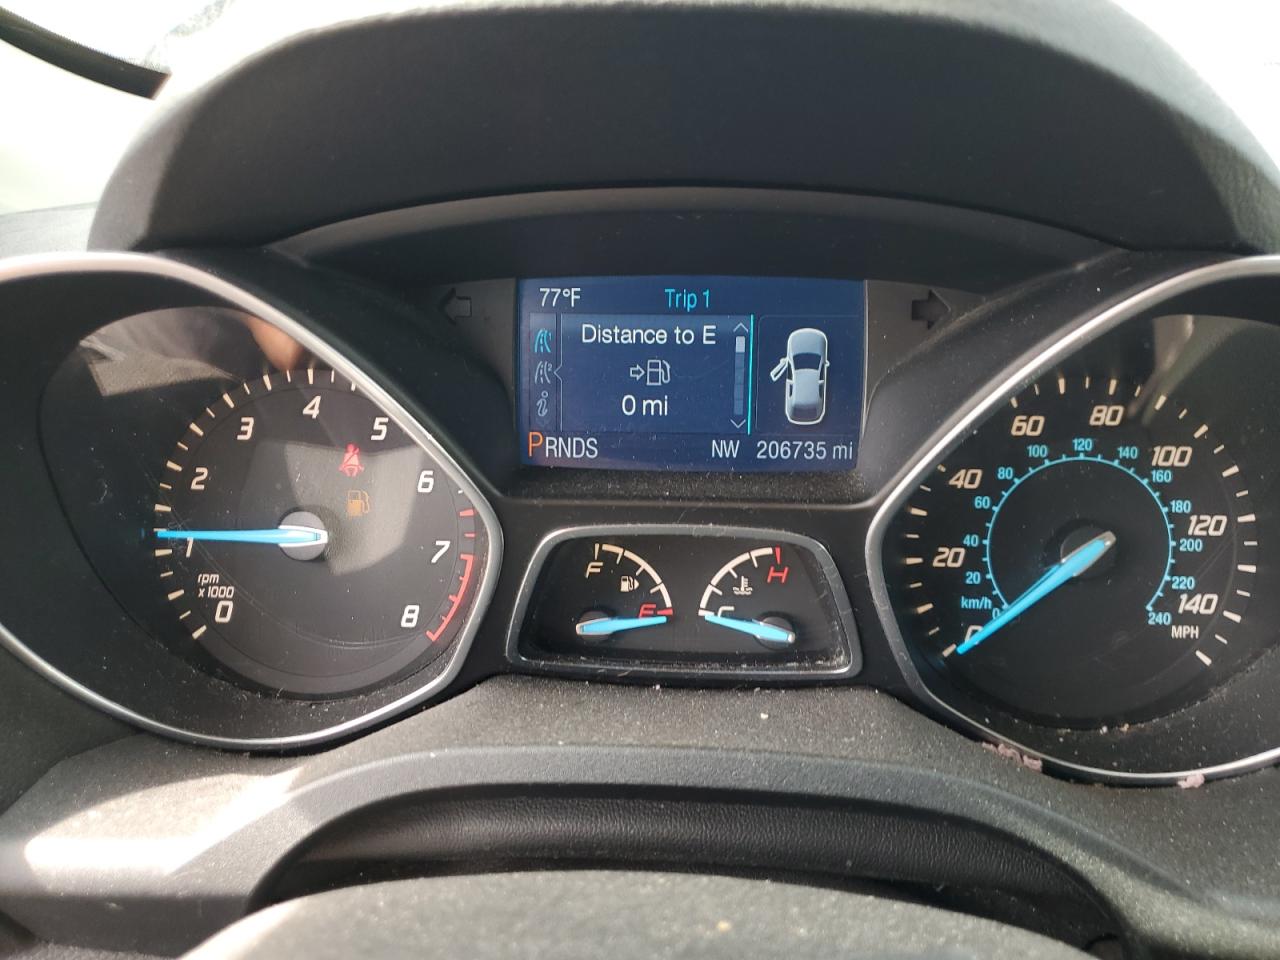 77°F Trip 1
Distance to E
0 mi
PRNDS NW 206735 mi
0 1 2 3 4 5 6 7 8
rpm
x1000
F E
C H
0 20 40 60 80 100 120 140
MPH
km/h
0 20 40 60 80 100 120 140 160 180 200 220 240